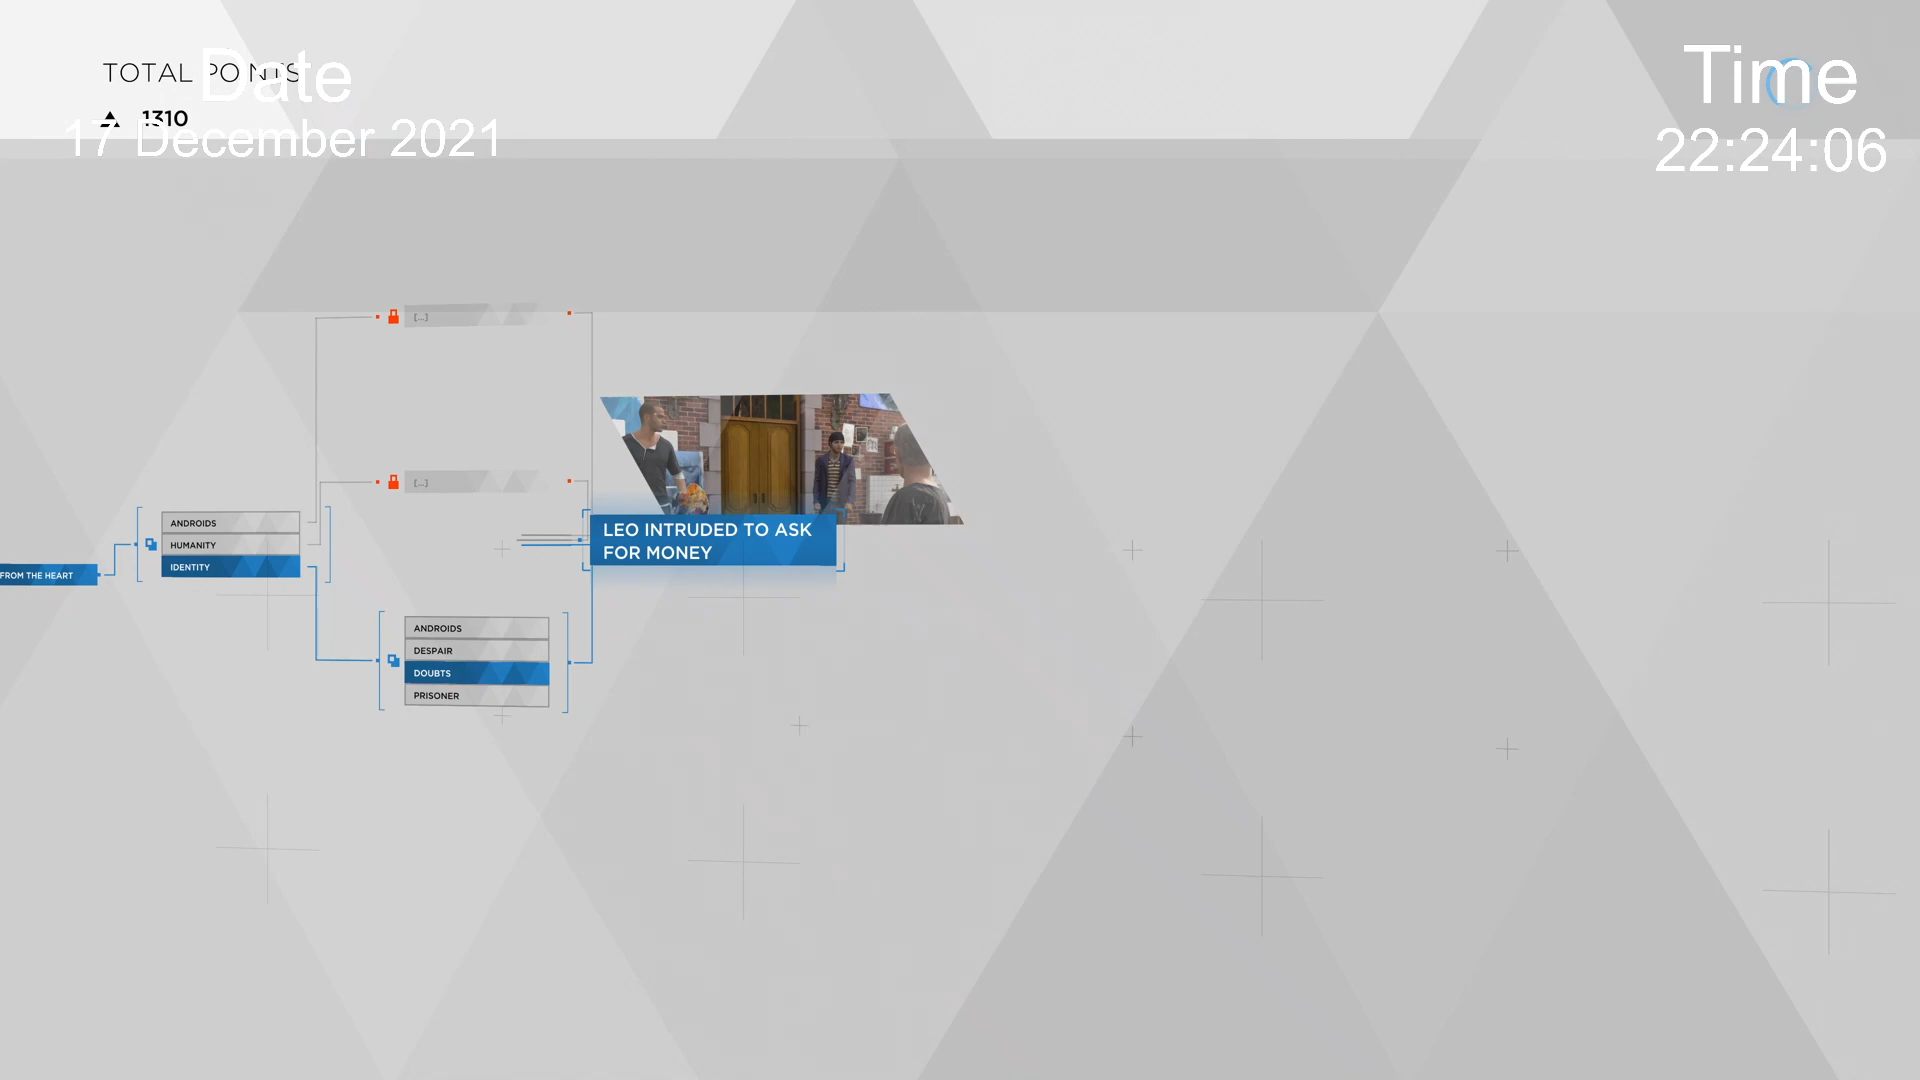 TOTAL POINTS
Date
1310
17 December 2021
Time
22:24:06
[...]
[...]
LEO INTRUDED TO ASK
FOR MONEY
FROM THE HEART
ANDROIDS
HUMANITY
IDENTITY
ANDROIDS
DESPAIR
DOUBTS
PRISONER